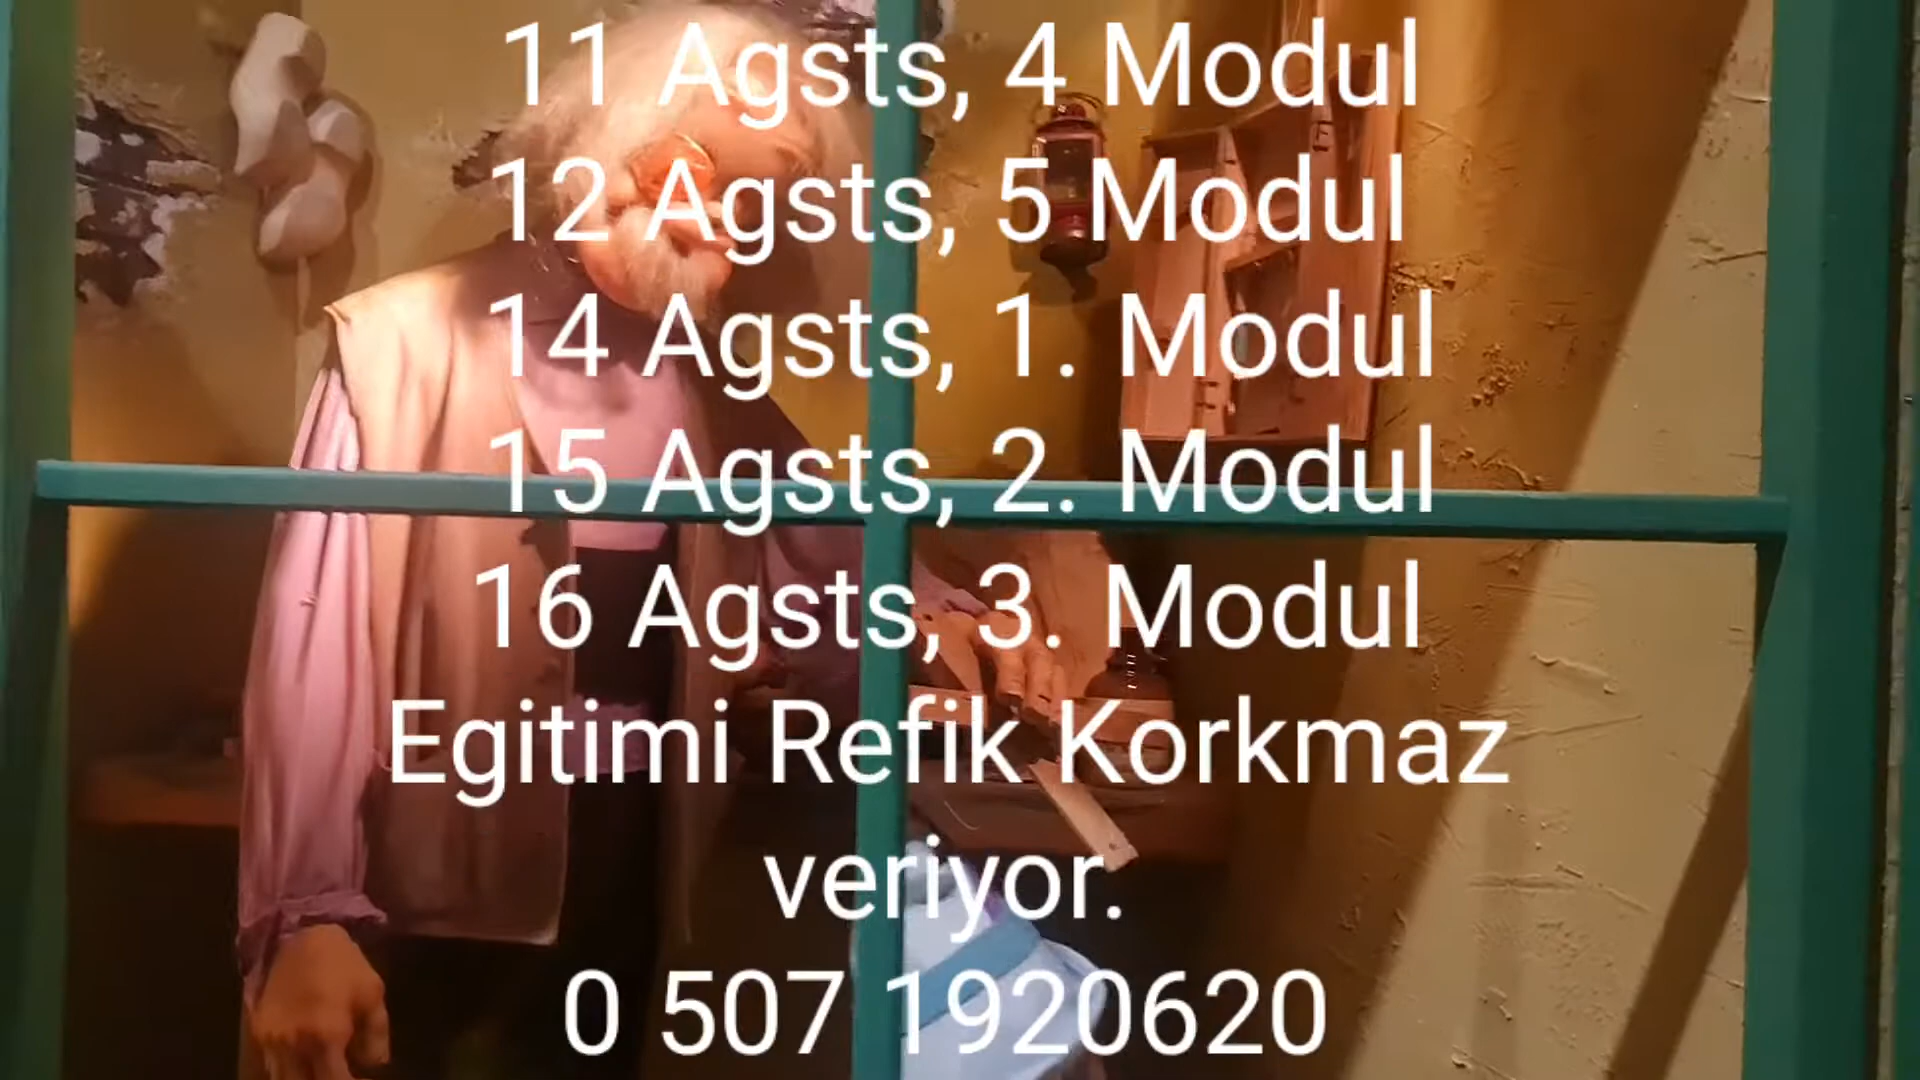 11 Agsts, 4 Modul
12 Agsts, 5 Modul
14 Agsts, 1. Modul
15 Agsts, 2. Modul
16 Agsts, 3. Modul
Egitimi Refik Korkmaz
veriyor.
0 507 1920620